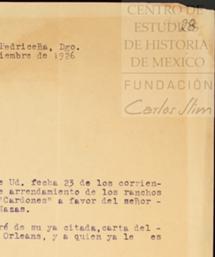 CENTRO DE
ESTUDIOS
DE HISTORIA
DE MEXICO
FUNDACIÓN
Carlos Slim
28
Pedriceña, Dgo.
iembre de 1926
Ud. fecha 23 de los corrien-
arrendamiento de los ranchos
Cardones" a favor del señor -
ré de su ya citada, carta del -
Orleans, y a quien ya le es